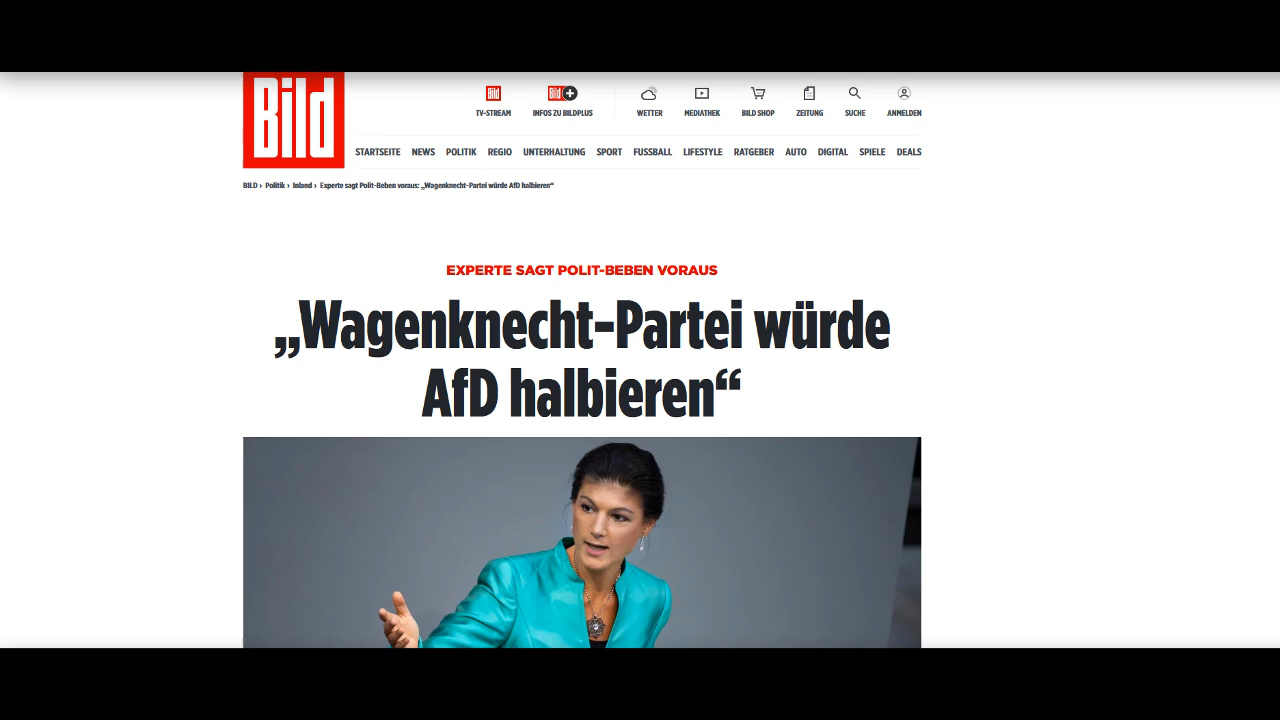 Bild
Bild Bild+
TV-STREAM INFOS ZU BILDPLUS WETTER MEDIATHEK BILD SHOP ZEITUNG SUCHE ANMELDEN
STARTSEITE NEWS POLITIK REGIO UNTERHALTUNG SPORT FUSSBALL LIFESTYLE RATGEBER AUTO DIGITAL SPIELE DEALS
BILD › Politik › Inland › Experte sagt Polit-Beben voraus: „Wagenknecht-Partei würde AfD halbieren“
EXPERTE SAGT POLIT-BEBEN VORAUS
„Wagenknecht-Partei würde
AfD halbieren“